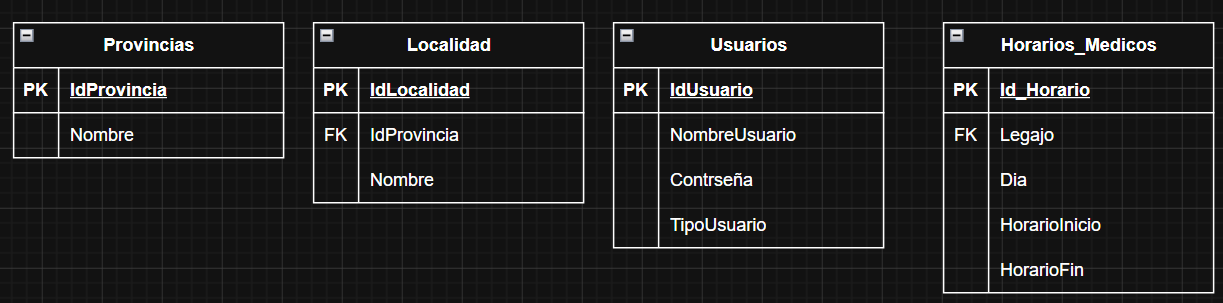 Provincias
PK IdProvincia
Nombre
Localidad
PK IdLocalidad
FK IdProvincia
Nombre
Usuarios
PK IdUsuario
NombreUsuario
Contrseña
TipoUsuario
Horarios_Medicos
PK Id_Horario
FK Legajo
Dia
HorarioInicio
HorarioFin